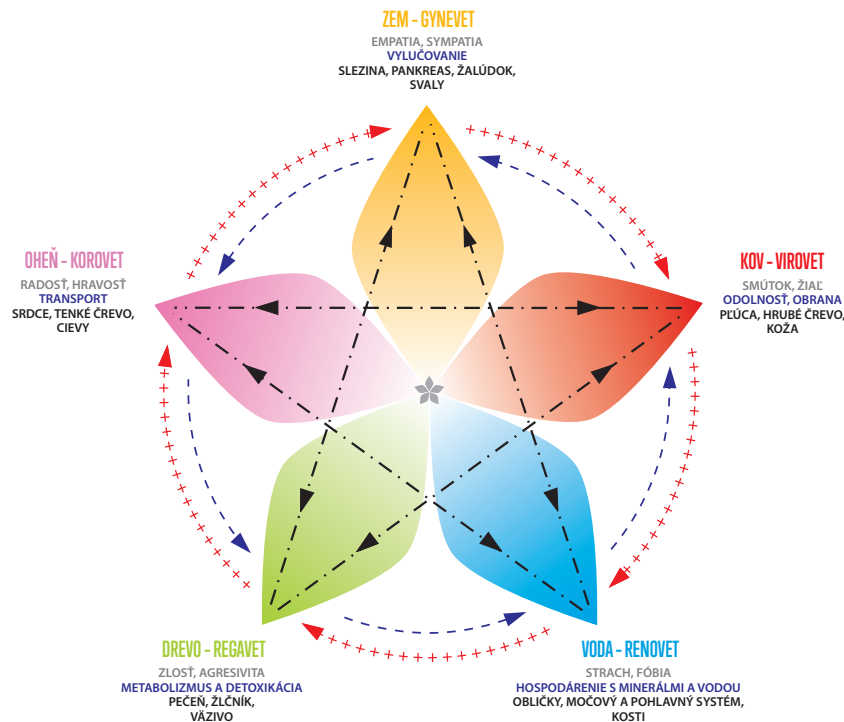 ZEM – GYNEVET
EMPATIA, SYMPATIA
VYLUČOVANIE
SLEZINA, PANKREAS, ŽALÚDOK,
SVALY
OHEŇ – KOROVET
RADOSŤ, HRAVOSŤ
TRANSPORT
SRDCE, TENKÉ ČREVO,
CIEVY
KOV – VIROVET
SMÚTOK, ŽIAĽ
ODOLNOSŤ, OBRANA
PĽÚCA, HRUBÉ ČREVO,
KOŽA
DREVO – REGAVET
ZLOSŤ, AGRESIVITA
METABOLIZMUS A DETOXIKÁCIA
PEČEŇ, ŽLČNÍK,
VÄZIVO
VODA – RENOVET
STRACH, FÓBIA
HOSPODÁRENIE S MINERÁLMI A VODOU
OBLIČKY, MOČOVÝ A POHLAVNÝ SYSTÉM,
KOSTI